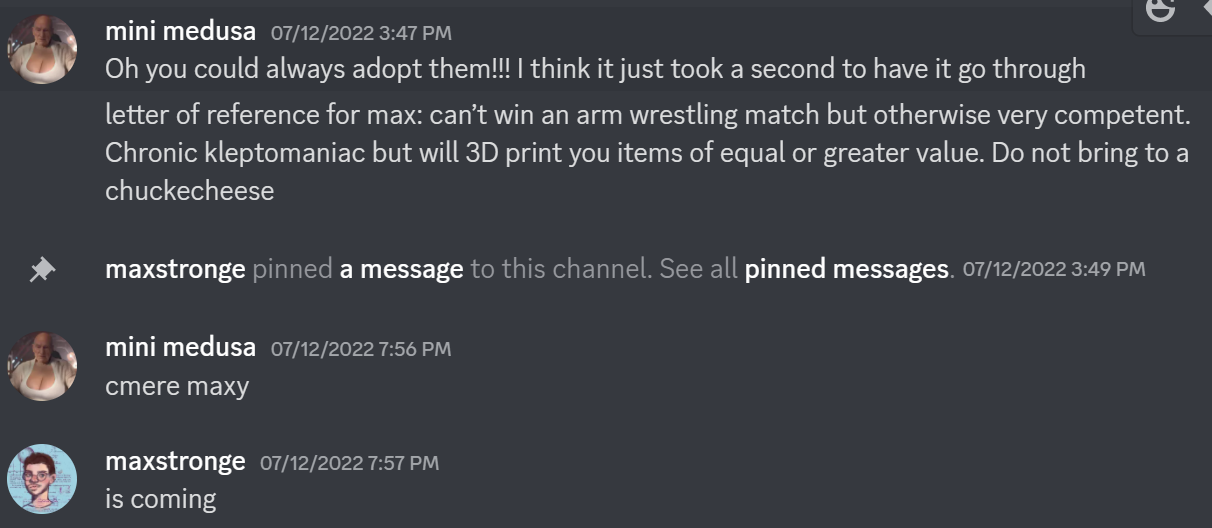 mini medusa 07/12/2022 3:47 PM
Oh you could always adopt them!!! I think it just took a second to have it go through
letter of reference for max: can’t win an arm wrestling match but otherwise very competent.
Chronic kleptomaniac but will 3D print you items of equal or greater value. Do not bring to a
chuckecheese
maxstronge pinned a message to this channel. See all pinned messages. 07/12/2022 3:49 PM
mini medusa 07/12/2022 7:56 PM
cmere maxy
maxstronge 07/12/2022 7:57 PM
is coming